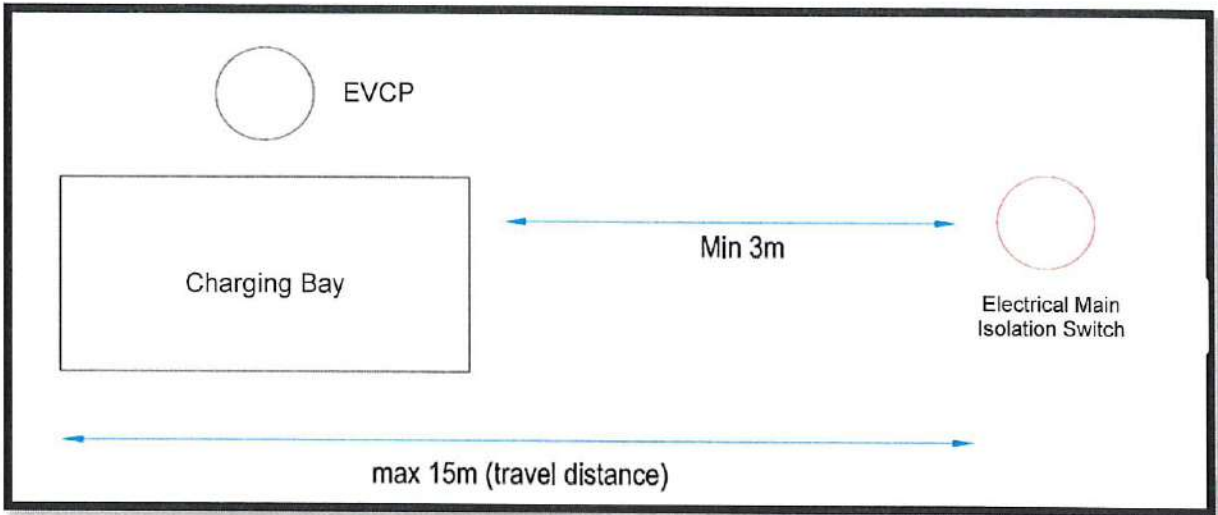 EVCP
Min 3m
Charging Bay
Electrical Main
Isolation Switch
max 15m (travel distance)